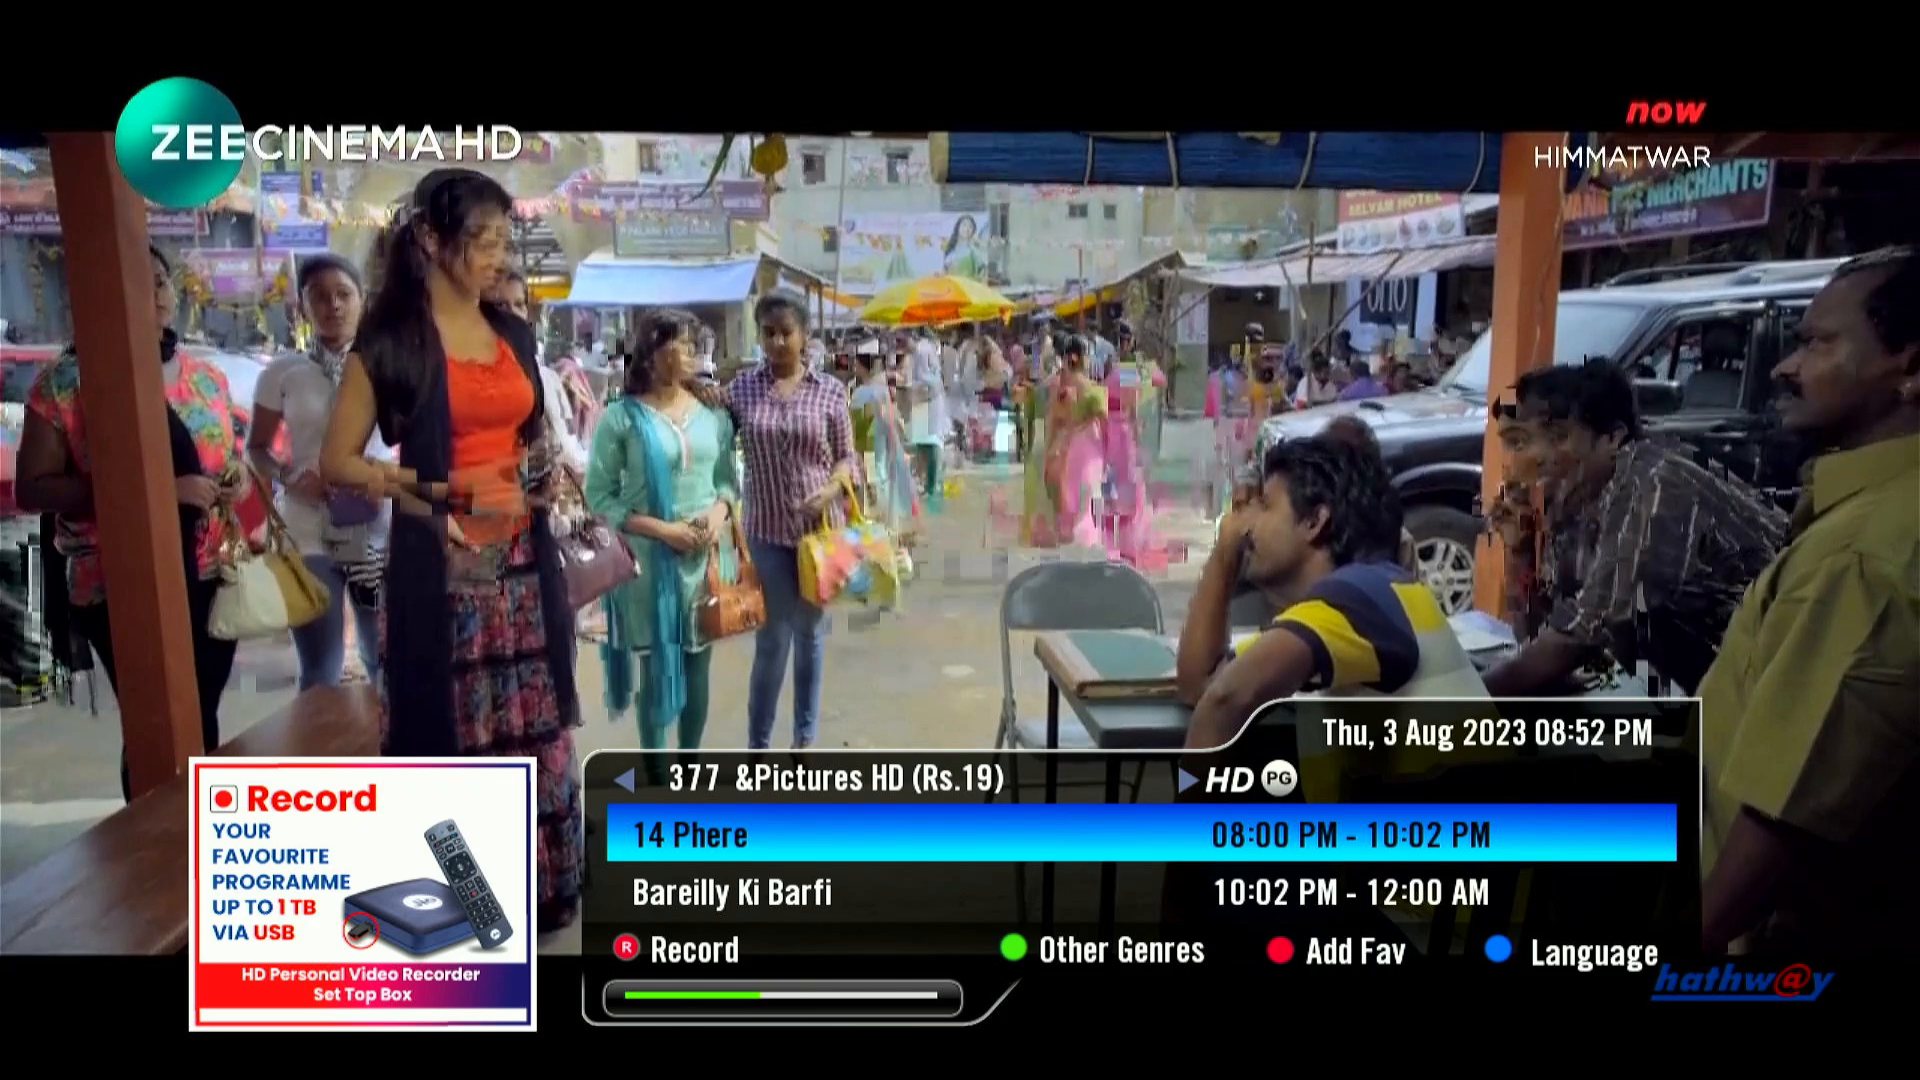 ZEECINEMAHD
now
HIMMATWAR
MERCHANTS
SELVAM HOTEL
Thu, 3 Aug 2023 08:52 PM
377 &Pictures HD (Rs.19)
HD PG
14 Phere 08:00 PM - 10:02 PM
Bareilly Ki Barfi 10:02 PM - 12:00 AM
R Record
Other Genres
Add Fav
Language
hathw@y
Record
YOUR
FAVOURITE
PROGRAMME
UP TO 1 TB
VIA USB
Jio
HD Personal Video Recorder
Set Top Box